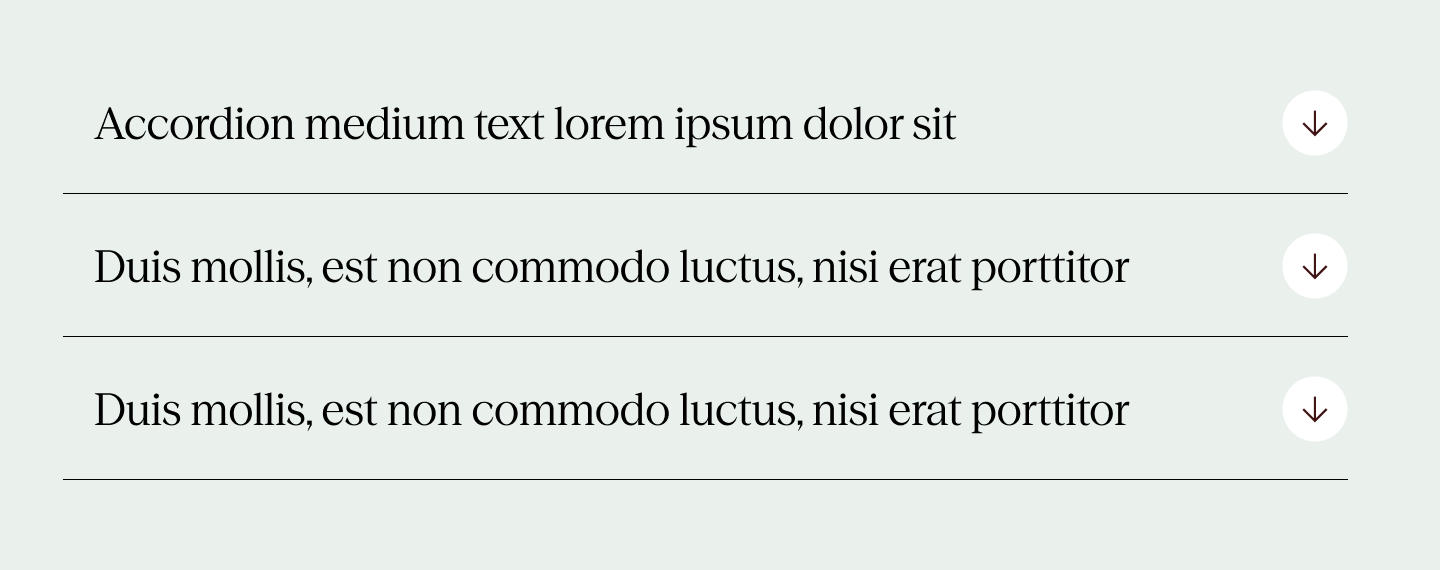 Accordion medium text lorem ipsum dolor sit
Duis mollis, est non commodo luctus, nisi erat porttitor
Duis mollis, est non commodo luctus, nisi erat porttitor